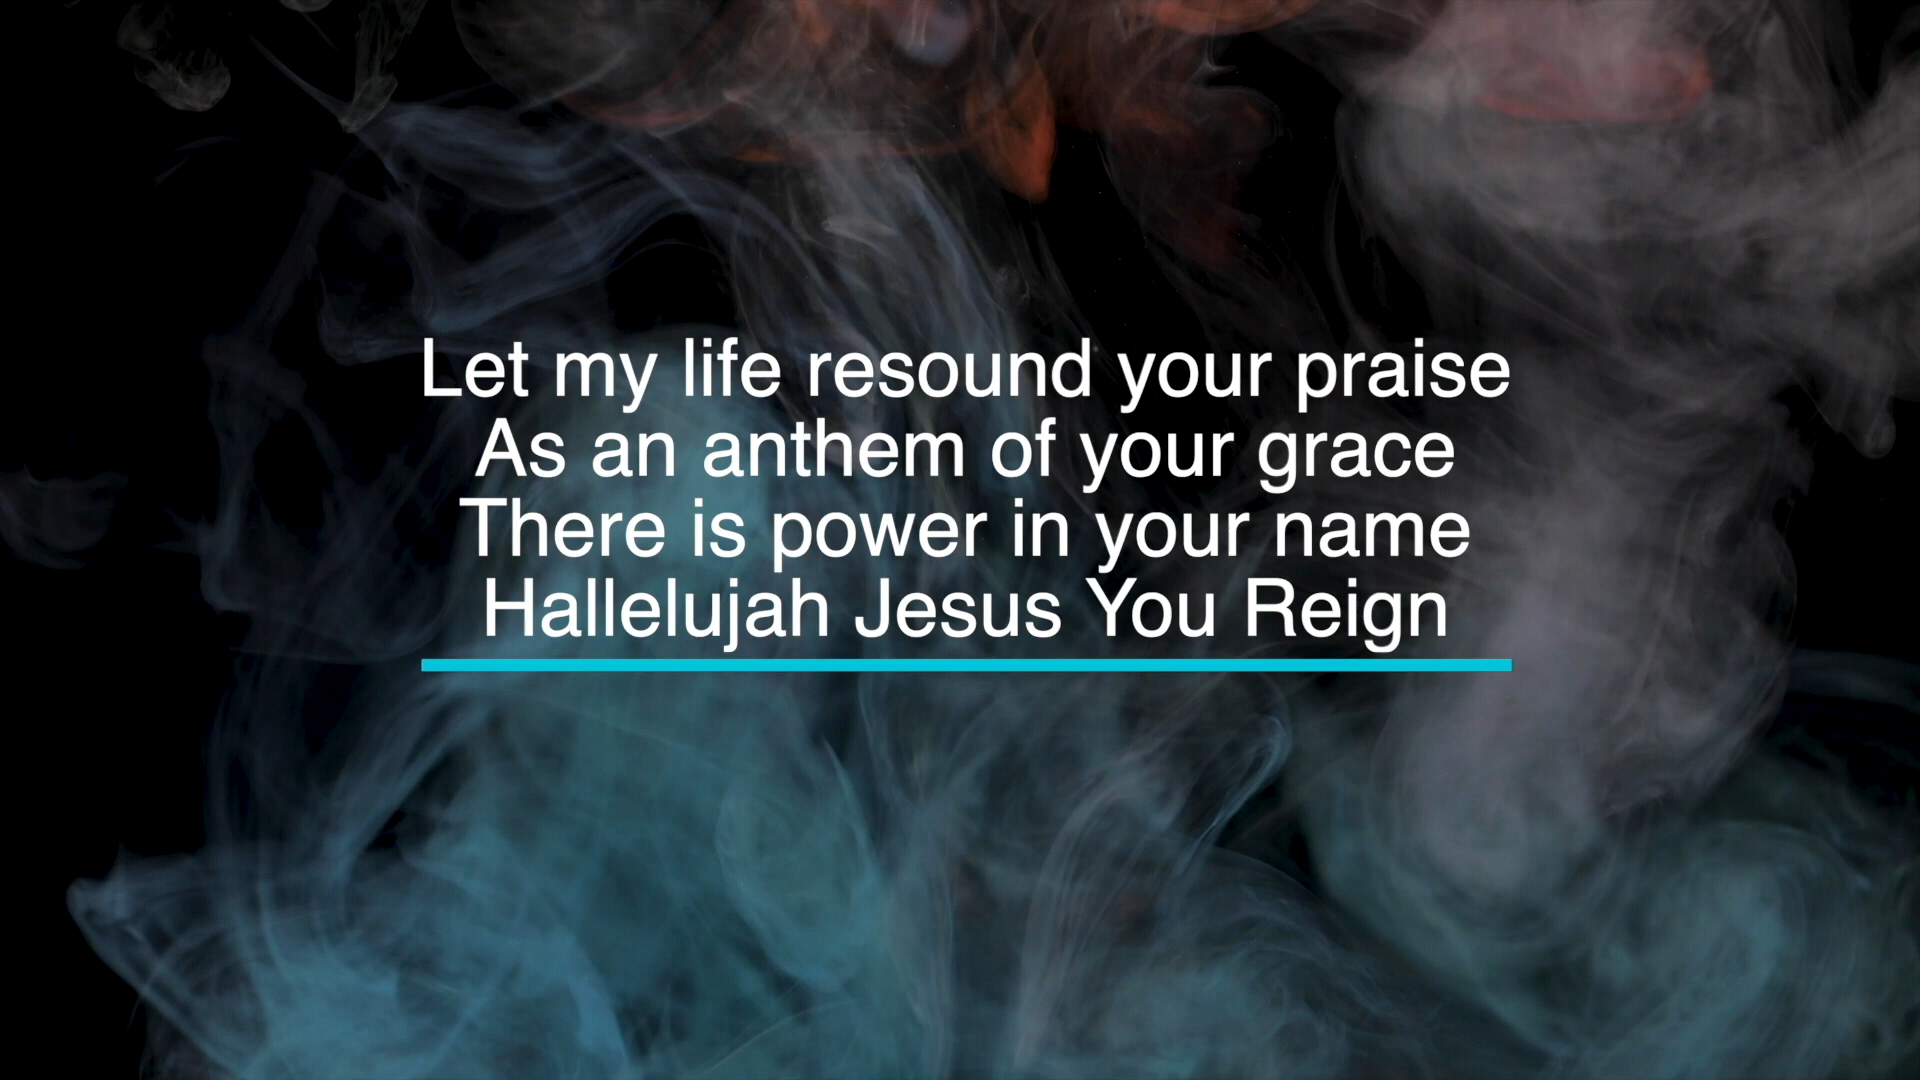 Let my life resound your praise
As an anthem of your grace
There is power in your name
Hallelujah Jesus You Reign